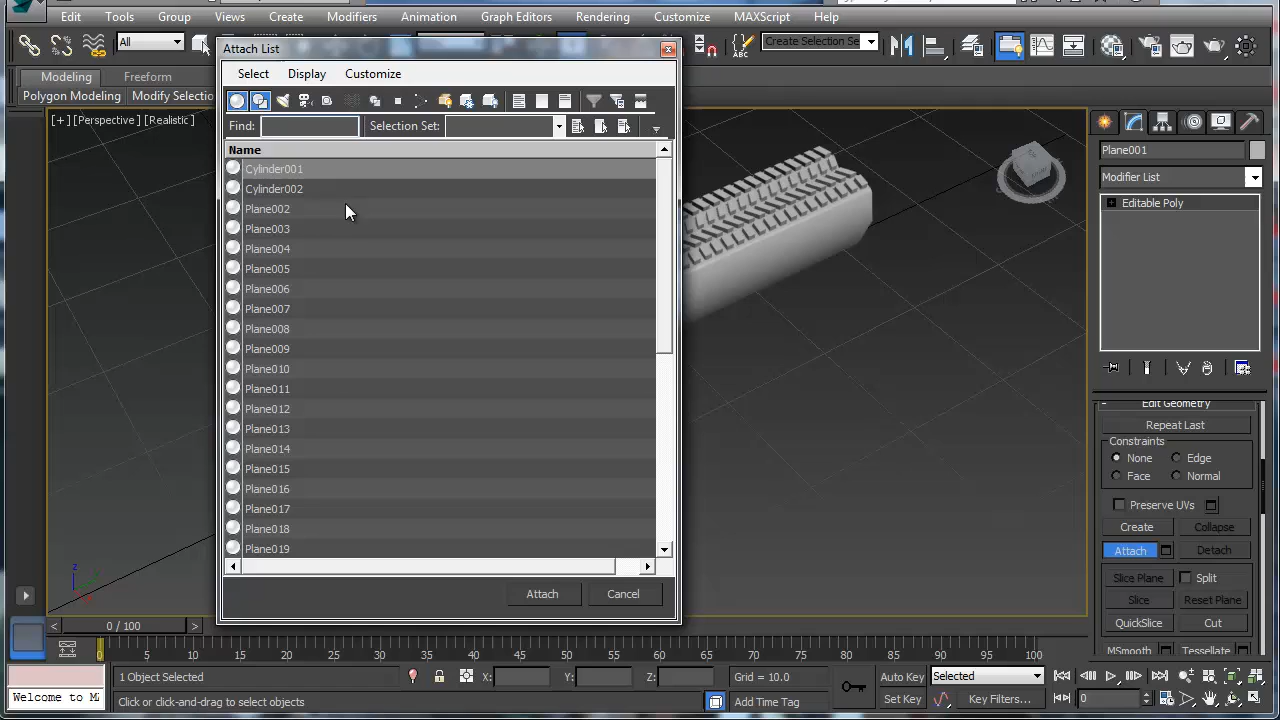 Edit Tools Group Views Create Modifiers Animation Graph Editors Rendering Customize MAXScript Help
All
Create Selection Se
Modeling Freeform
Polygon Modeling Modify Selectio
[ + ] [Perspective ] [Realistic ]
Attach List
Select Display Customize
Find: Selection Set:
Name
Cylinder001
Cylinder002
Plane002
Plane003
Plane004
Plane005
Plane006
Plane007
Plane008
Plane009
Plane010
Plane011
Plane012
Plane013
Plane014
Plane015
Plane016
Plane017
Plane018
Plane019
Attach Cancel
Plane001
Modifier List
Editable Poly
Edit Geometry
Repeat Last
Constraints
None Edge
Face Normal
Preserve UVs
Create Collapse
Attach Detach
Slice Plane Split
Slice Reset Plane
QuickSlice Cut
MSmooth Tessellate
z
0 / 100
0 5 10 15 20 25 30 35 40 45 50 55 60 65 70 75 80 85 90 95 100
1 Object Selected X: Y: Z: Grid = 10.0 Auto Key Selected
Welcome to M
Click or click-and-drag to select objects Add Time Tag Set Key Key Filters... 0